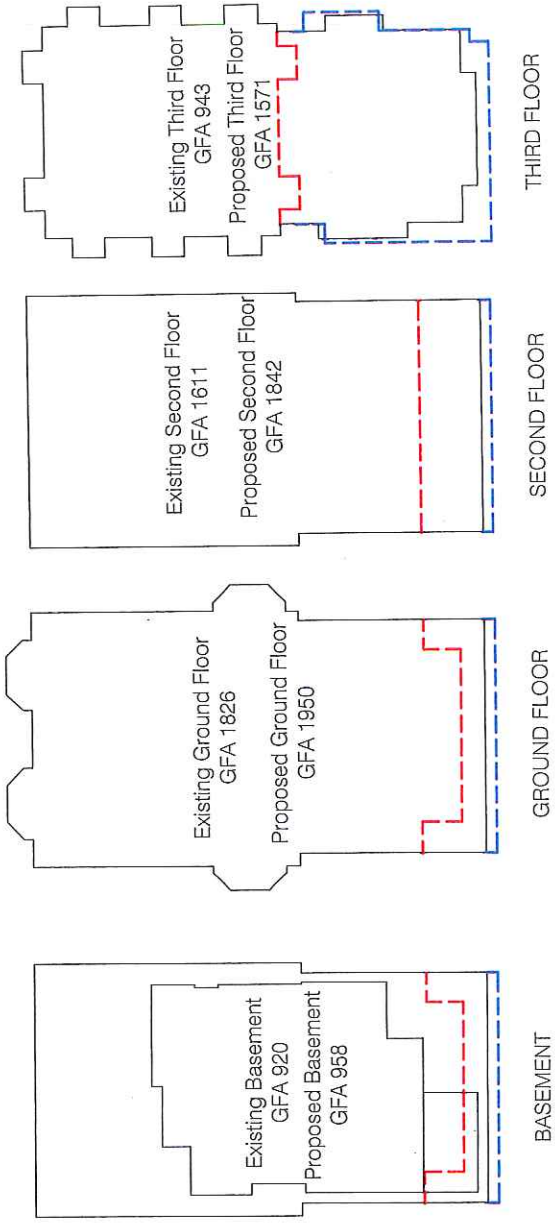 Existing Basement
GFA 920
Proposed Basement
GFA 958
BASEMENT
Existing Ground Floor
GFA 1826
Proposed Ground Floor
GFA 1950
GROUND FLOOR
Existing Second Floor
GFA 1611
Proposed Second Floor
GFA 1842
SECOND FLOOR
Existing Third Floor
GFA 943
Proposed Third Floor
GFA 1571
THIRD FLOOR